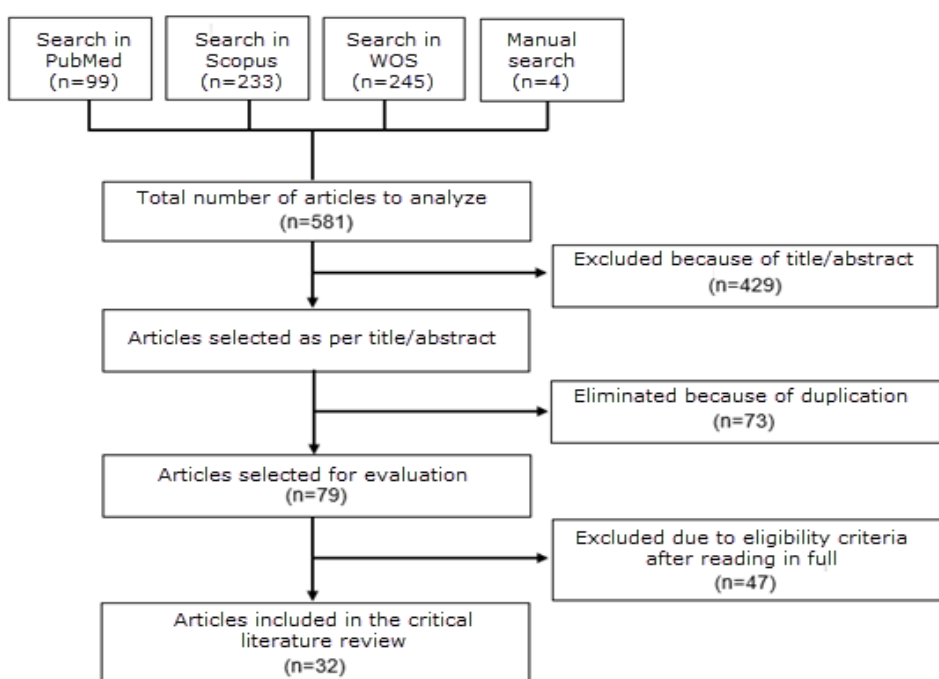 Search in
PubMed
(n=99)
Search in
Scopus
(n=233)
Search in
WOS
(n=245)
Manual
search
(n=4)
Total number of articles to analyze
(n=581)
Excluded because of title/abstract
(n=429)
Articles selected as per title/abstract
Eliminated because of duplication
(n=73)
Articles selected for evaluation
(n=79)
Excluded due to eligibility criteria
after reading in full
(n=47)
Articles included in the critical
literature review
(n=32)